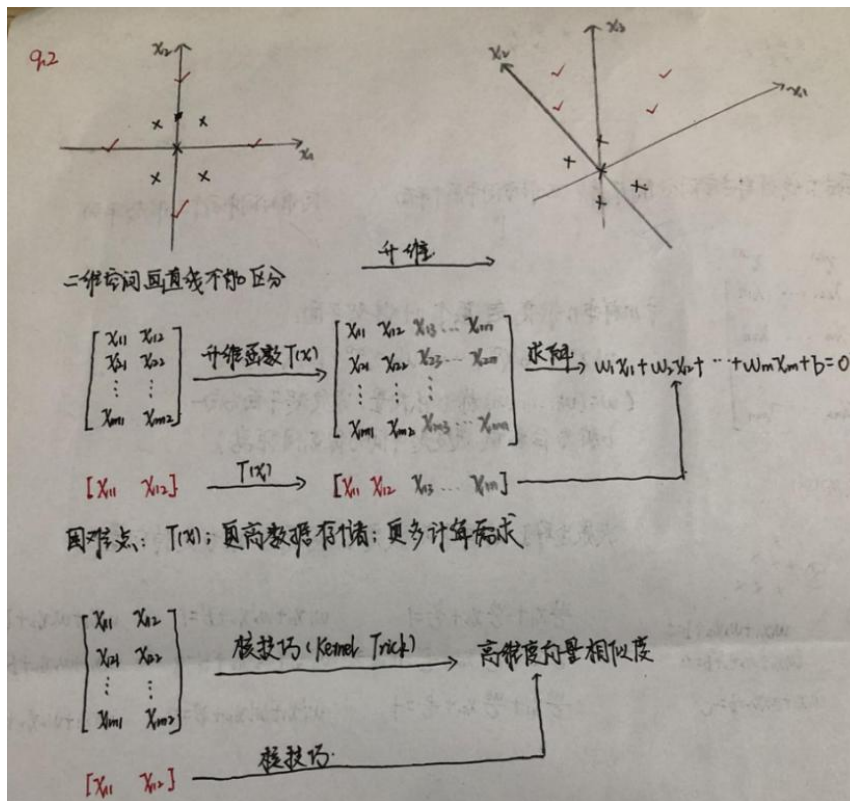 9.2
x₂
x₁
x₂ x₃ x₁
二维空间画直线不能区分 升维
[x₁₁ x₁₂
x₂₁ x₂₂
⋮ ⋮
xₘ₁ xₘ₂]
升维函数T(x)
[x₁₁ x₁₂ x₁₃ … x₁ₙ
x₂₁ x₂₂ x₂₃ … x₂ₙ
⋮ ⋮
xₘ₁ xₘ₂ xₘ₃ … xₘₙ]
求解 w₁x₁₁+w₂x₁₂+…+wₘxₘ+b=0
[x₁₁ x₁₂] T(x) [x₁₁ x₁₂ x₁₃ … x₁ₙ]
困难点: T(x); 更高数据存储; 更多计算需求
[x₁₁ x₁₂
x₂₁ x₂₂
⋮ ⋮
xₘ₁ xₘ₂]
核技巧(Kernel Trick) 高维度向量相似度
[x₁₁ x₁₂] 核技巧